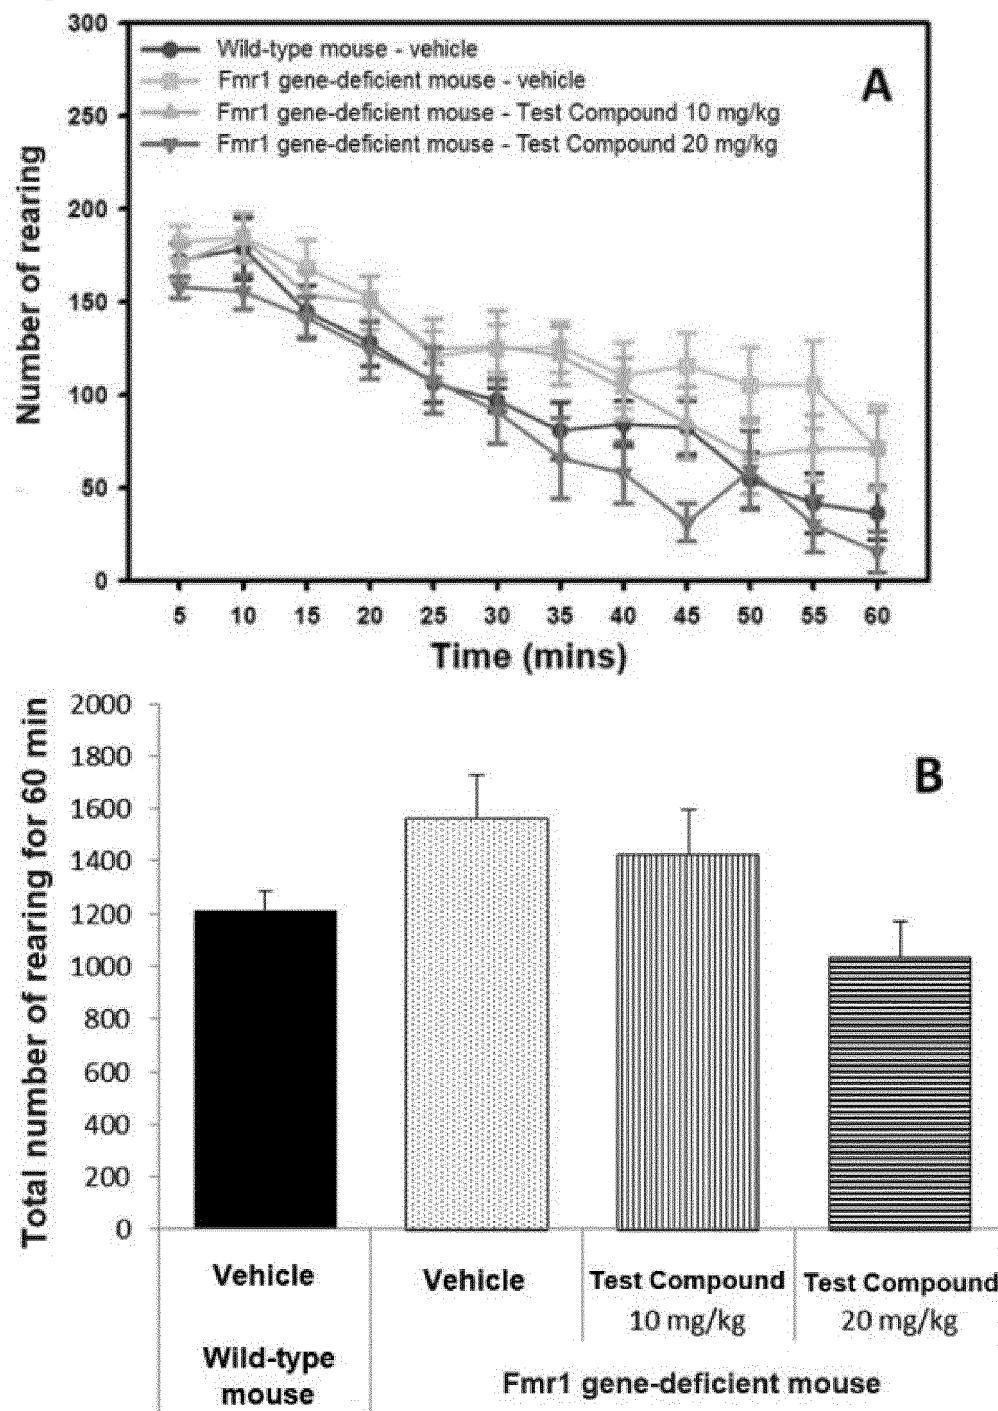 300
250
200
150
100
50
0
Number of rearing
Wild-type mouse - vehicle
Fmr1 gene-deficient mouse - vehicle
Fmr1 gene-deficient mouse - Test Compound 10 mg/kg
Fmr1 gene-deficient mouse - Test Compound 20 mg/kg
A
5 10 15 20 25 30 35 40 45 50 55 60
Time (mins)
2000
1800
1600
1400
1200
1000
800
600
400
200
0
Total number of rearing for 60 min
B
Vehicle
Vehicle
Test Compound
10 mg/kg
Test Compound
20 mg/kg
Wild-type
mouse
Fmr1 gene-deficient mouse